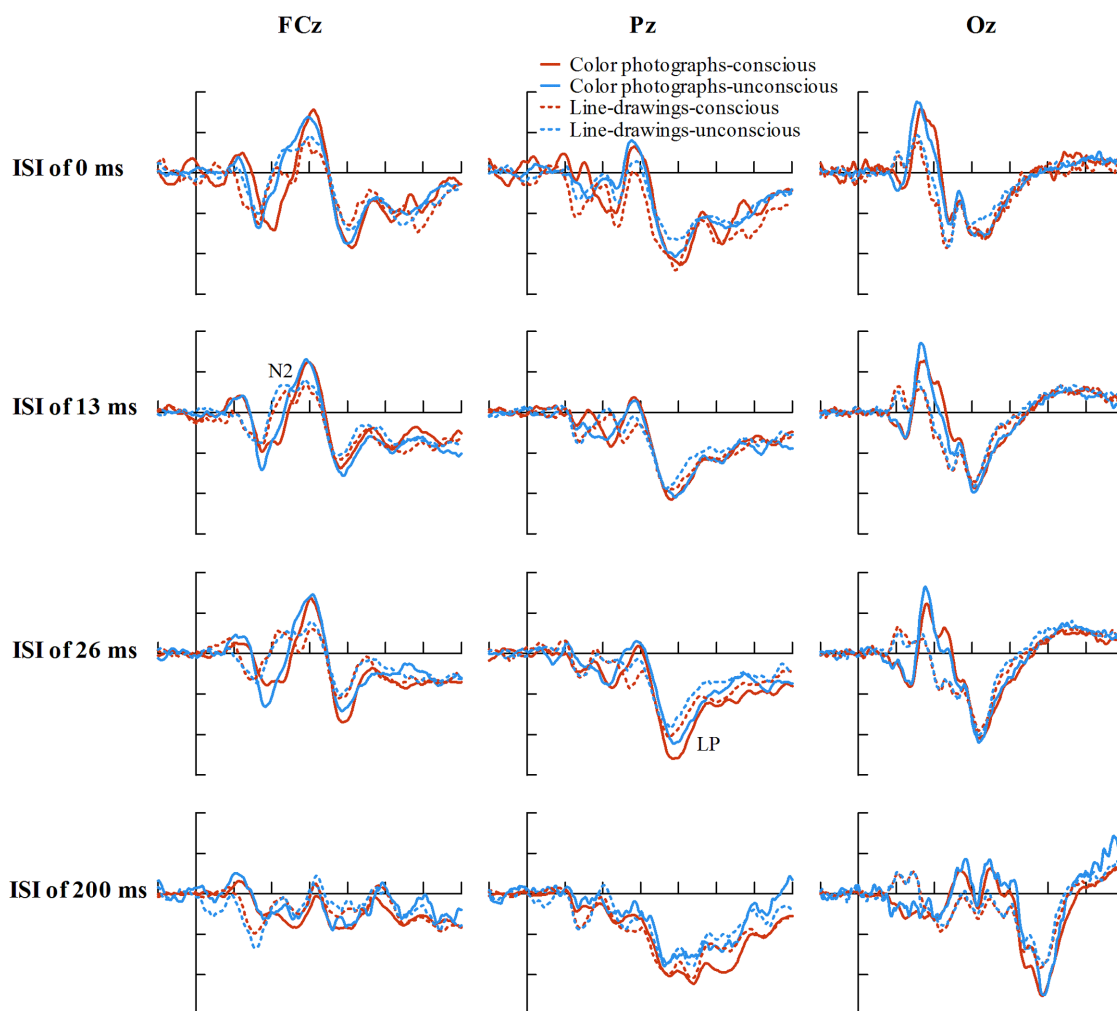 FCz
Pz
Oz
Color photographs-conscious
Color photographs-unconscious
Line-drawings-conscious
Line-drawings-unconscious
ISI of 0 ms
ISI of 13 ms
N2
ISI of 26 ms
LP
ISI of 200 ms